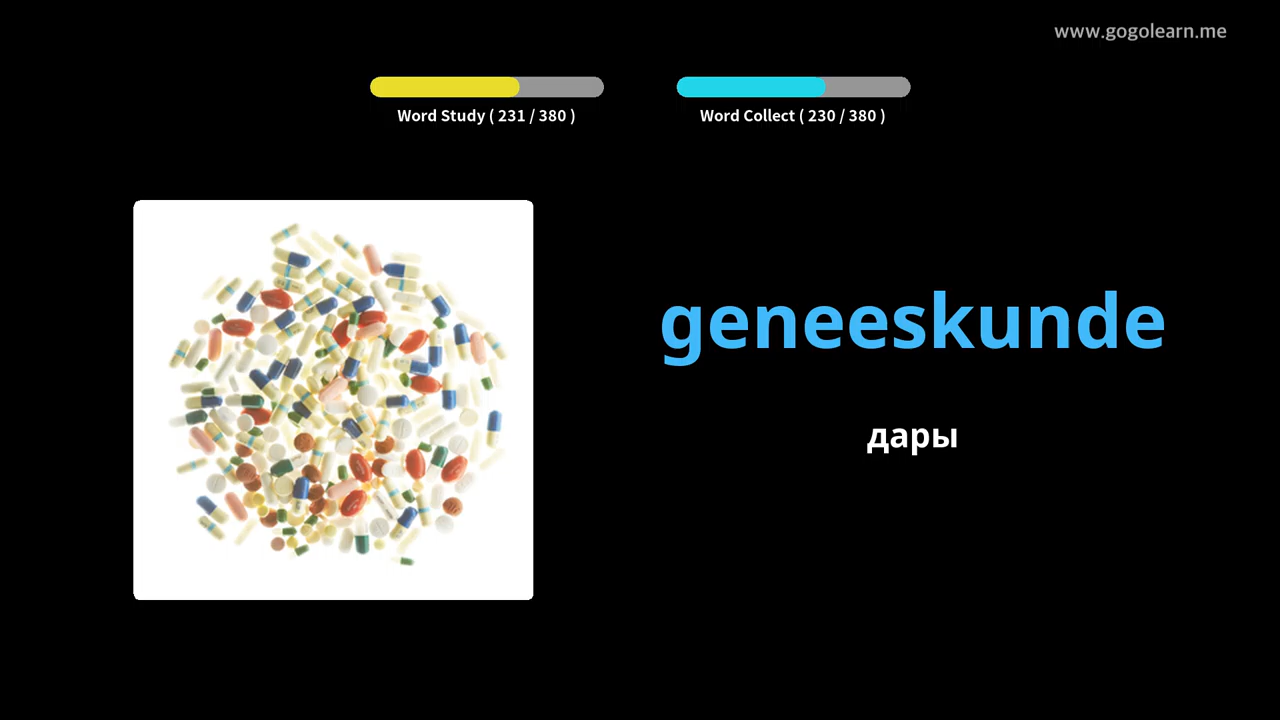 www.gogolearn.me
Word Study ( 231 / 380 )
Word Collect ( 230 / 380 )
geneeskunde
дары